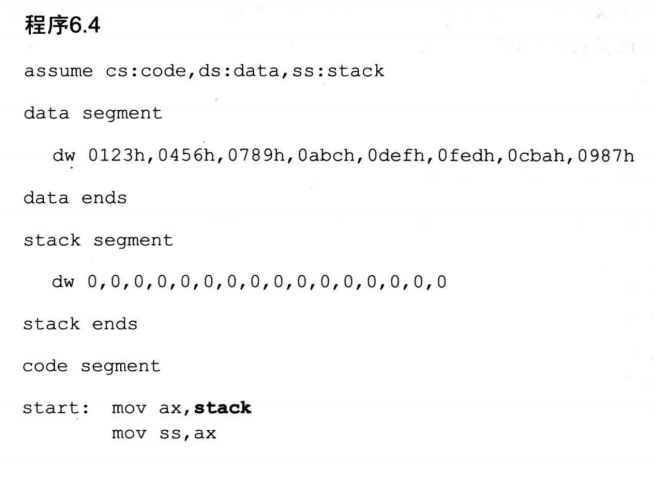 程序6.4
assume cs:code,ds:data,ss:stack
data segment
dw 0123h,0456h,0789h,0abch,0defh,0fedh,0cbah,0987h
data ends
stack segment
dw 0,0,0,0,0,0,0,0,0,0,0,0,0,0,0,0
stack ends
code segment
start: mov ax,stack
mov ss,ax